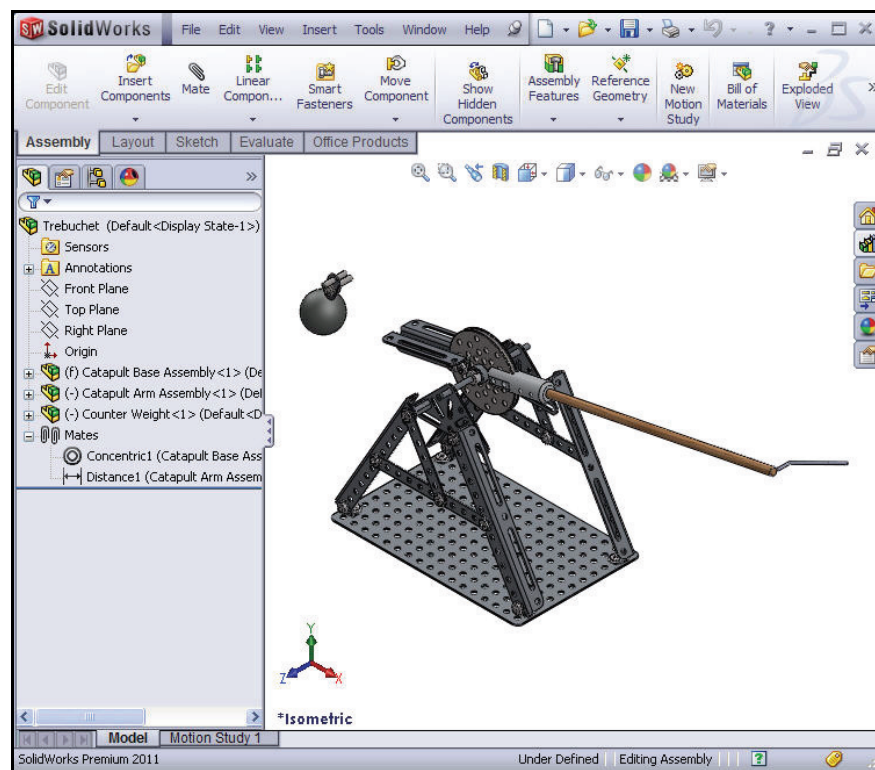 SolidWorks File Edit View Insert Tools Window Help ?
Edit Component
Insert Components
Mate
Linear Compon...
Smart Fasteners
Move Component
Show Hidden Components
Assembly Features
Reference Geometry
New Motion Study
Bill of Materials
Exploded View
Assembly Layout Sketch Evaluate Office Products
Trebuchet (Default<Display State-1>)
Sensors
A Annotations
Front Plane
Top Plane
Right Plane
Origin
(f) Catapult Base Assembly<1> (De
(-) Catapult Arm Assembly<1> (Del
(-) Counter Weight<1> (Default<D
Mates
Concentric1 (Catapult Base Ass
Distance1 (Catapult Arm Assem
Y
Z X
*Isometric
Model Motion Study 1
SolidWorks Premium 2011 Under Defined Editing Assembly ?